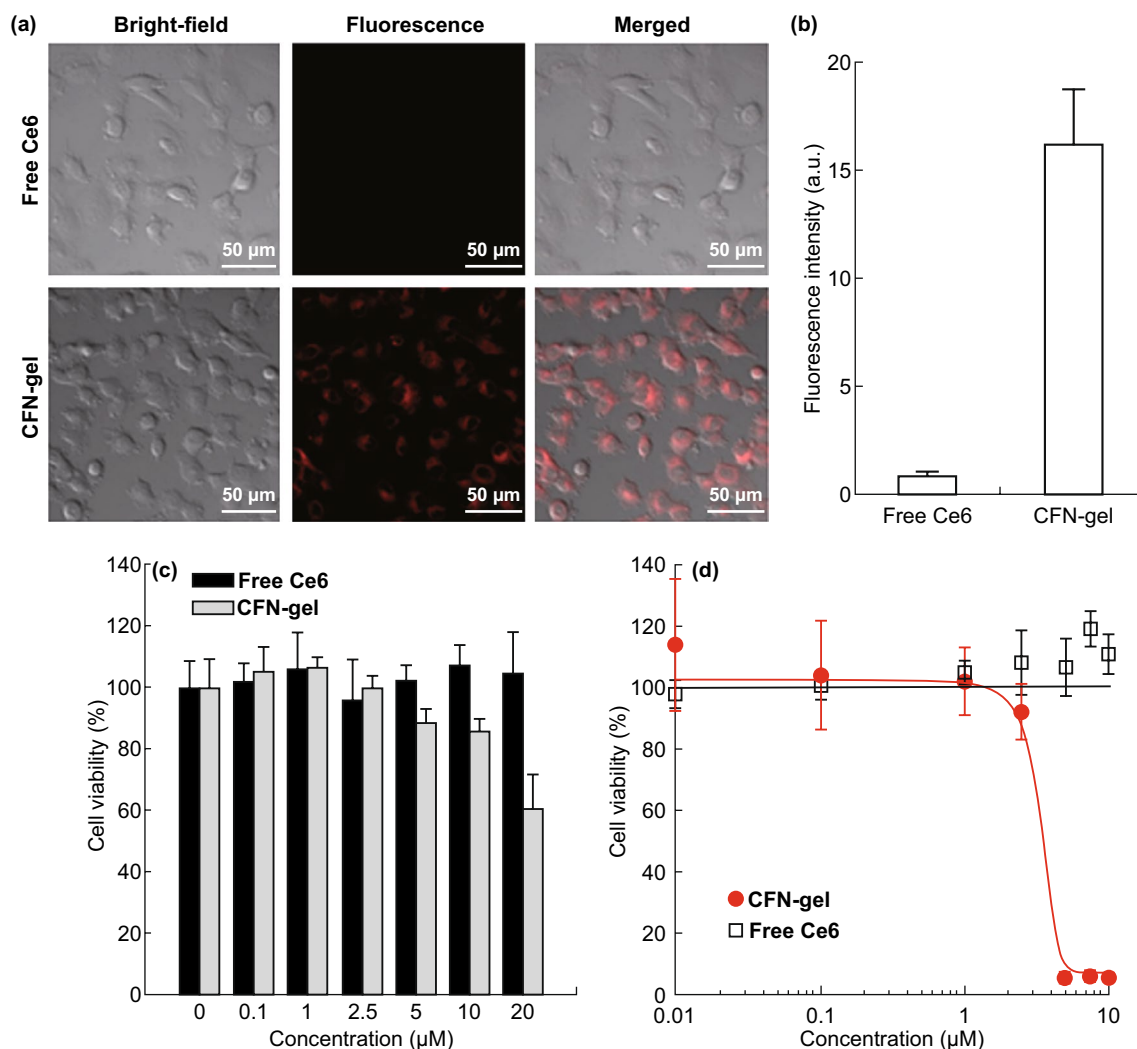 (a)
Bright-field
Fluorescence
Merged
Free Ce6
50 µm
50 µm
50 µm
CFN-gel
50 µm
50 µm
50 µm
(b)
Fluorescence intensity (a.u.)
20
15
10
5
0
Free Ce6
CFN-gel
(c)
Free Ce6
CFN-gel
Cell viability (%)
140
120
100
80
60
40
20
0
0 0.1 1 2.5 5 10 20
Concentration (µM)
(d)
Cell viability (%)
140
120
100
80
60
40
20
0
CFN-gel
Free Ce6
0.01 0.1 1 10
Concentration (µM)